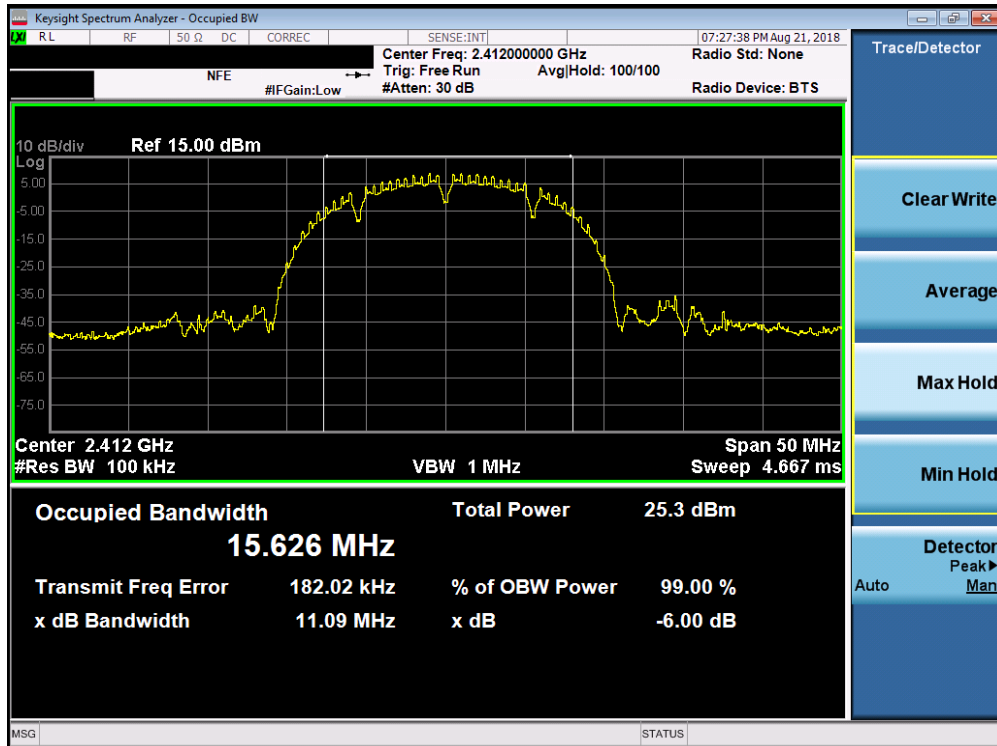 Keysight Spectrum Analyzer - Occupied BW
LXI RL RF 50 Ω DC CORREC SENSE:INT 07:27:38 PM Aug 21, 2018
Center Freq: 2.412000000 GHz Radio Std: None
NFE Trig: Free Run Avg|Hold: 100/100
#IFGain:Low #Atten: 30 dB Radio Device: BTS
Trace/Detector
10 dB/div Ref 15.00 dBm
Log
5.00
-5.00
-15.0
-25.0
-35.0
-45.0
-55.0
-65.0
-75.0
Center 2.412 GHz Span 50 MHz
#Res BW 100 kHz VBW 1 MHz Sweep 4.667 ms
Occupied Bandwidth Total Power 25.3 dBm
15.626 MHz
Transmit Freq Error 182.02 kHz % of OBW Power 99.00 %
x dB Bandwidth 11.09 MHz x dB -6.00 dB
Clear Write
Average
Max Hold
Min Hold
Detector
Peak▶
Auto Man
MSG STATUS